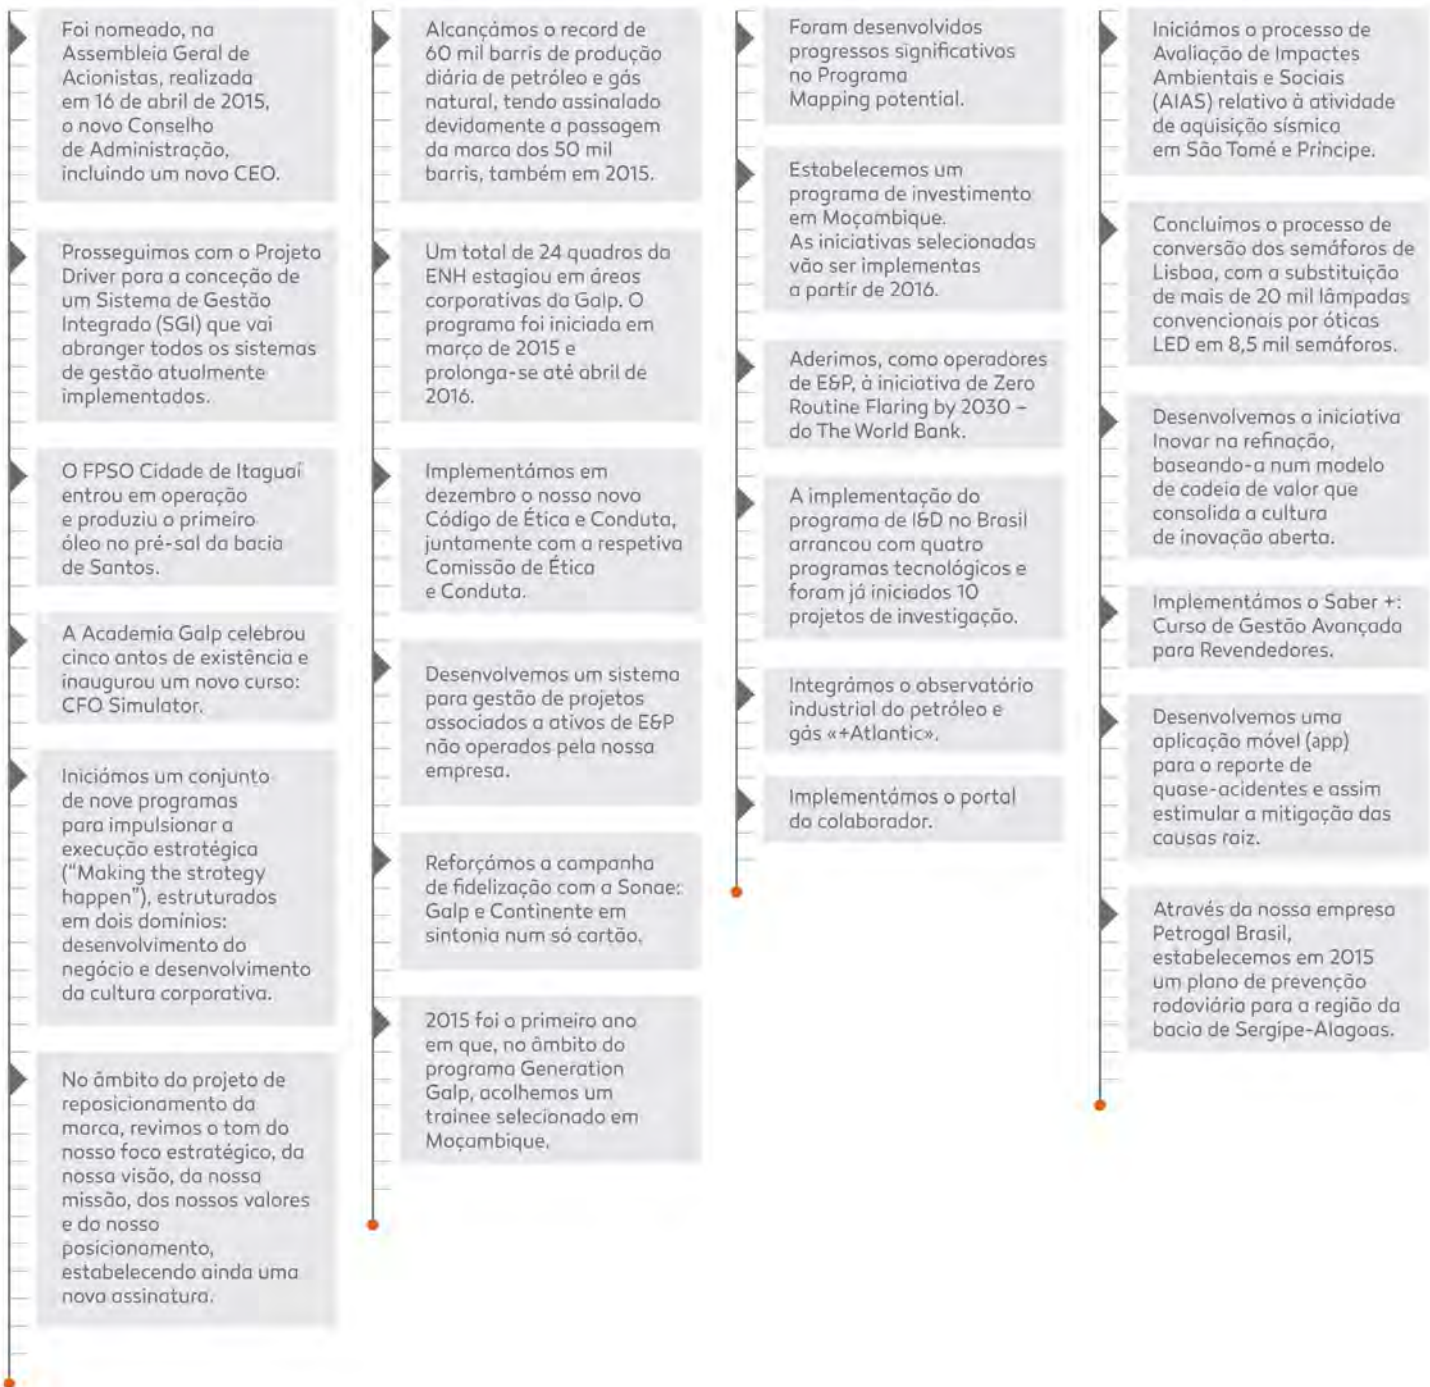 Foi nomeado, na
Assembleia Geral de
Acionistas, realizada
em 16 de abril de 2015,
o novo Conselho
de Administração,
incluindo um novo CEO.
Prosseguimos com o Projeto
Driver para a conceção de
um Sistema de Gestão
Integrado (SGI) que vai
abranger todos os sistemas
de gestão atualmente
implementados.
O FPSO Cidade de Itaguaí
entrou em operação
e produziu o primeiro
óleo no pré-sal da bacia
de Santos.
A Academia Galp celebrou
cinco antos de existência e
inaugurou um novo curso:
CFO Simulator.
Iniciámos um conjunto
de nove programas
para impulsionar a
execução estratégica
("Making the strategy
happen"), estruturados
em dois domínios:
desenvolvimento do
negócio e desenvolvimento
da cultura corporativa.
No âmbito do projeto de
reposicionamento da
marca, revimos o tom do
nosso foco estratégico, da
nossa visão, da nossa
missão, dos nossos valores
e do nosso
posicionamento,
estabelecendo ainda uma
nova assinatura.
Alcançámos o record de
60 mil barris de produção
diária de petróleo e gás
natural, tendo assinalado
devidamente a passagem
da marca dos 50 mil
barris, também em 2015.
Um total de 24 quadros da
ENH estagiou em áreas
corporativas da Galp. O
programa foi iniciado em
março de 2015 e
prolonga-se até abril de
2016.
Implementámos em
dezembro o nosso novo
Código de Ética e Conduta,
juntamente com a respetiva
Comissão de Ética
e Conduta.
Desenvolvemos um sistema
para gestão de projetos
associados a ativos de E&P
não operados pela nossa
empresa.
Reforçámos a campanha
de fidelização com a Sonae:
Galp e Continente em
sintonia num só cartão.
2015 foi o primeiro ano
em que, no âmbito do
programa Generation
Galp, acolhemos um
trainee selecionado em
Moçambique.
Foram desenvolvidos
progressos significativos
no Programa
Mapping potential.
Estabelecemos um
programa de investimento
em Moçambique.
As iniciativas selecionadas
vão ser implementas
a partir de 2016.
Aderimos, como operadores
de E&P, à iniciativa de Zero
Routine Flaring by 2030 –
do The World Bank.
A implementação do
programa de I&D no Brasil
arrancou com quatro
programas tecnológicos e
foram já iniciados 10
projetos de investigação.
Integrámos o observatório
industrial do petróleo e
gás «+Atlantic».
Implementámos o portal
do colaborador.
Iniciámos o processo de
Avaliação de Impactes
Ambientais e Sociais
(AIAS) relativo à atividade
de aquisição sísmica
em São Tomé e Príncipe.
Concluímos o processo de
conversão dos semáforos de
Lisboa, com a substituição
de mais de 20 mil lâmpadas
convencionais por óticas
LED em 8,5 mil semáforos.
Desenvolvemos a iniciativa
Inovar na refinação,
baseando-a num modelo
de cadeia de valor que
consolida a cultura
de inovação aberta.
Implementámos o Saber +:
Curso de Gestão Avançada
para Revendedores.
Desenvolvemos uma
aplicação móvel (app)
para o reporte de
quase-acidentes e assim
estimular a mitigação das
causas raiz.
Através da nossa empresa
Petrogal Brasil,
estabelecemos em 2015
um plano de prevenção
rodoviária para a região da
bacia de Sergipe-Alagoas.